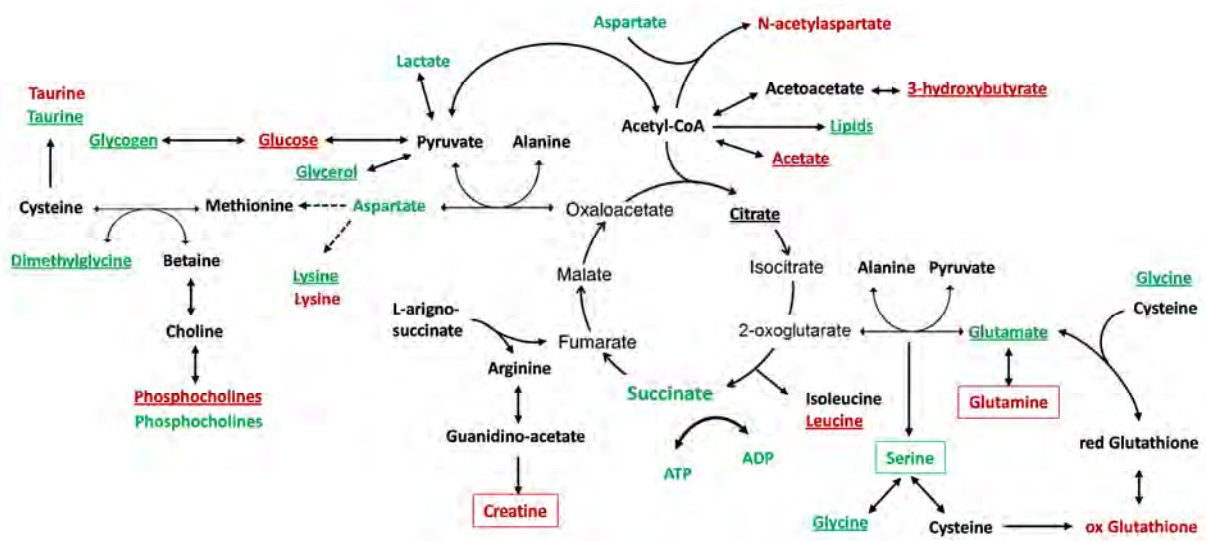 Aspartate
N-acetylaspartate
Lactate
Taurine
Taurine
Acetoacetate
3-hydroxybutyrate
Glycogen
Glucose
Pyruvate
Alanine
Acetyl-CoA
Lipids
Glycerol
Acetate
Cysteine
Methionine
Aspartate
Oxaloacetate
Citrate
Dimethylglycine
Betaine
Lysine
Lysine
Malate
Isocitrate
Alanine
Pyruvate
Glycine
Cysteine
L-arigno-
succinate
Choline
Fumarate
2-oxoglutarate
Glutamate
Arginine
Phosphocholines
Phosphocholines
Succinate
Isoleucine
Leucine
Glutamine
Guanidino-acetate
red Glutathione
ATP
ADP
Serine
Creatine
Glycine
Cysteine
ox Glutathione